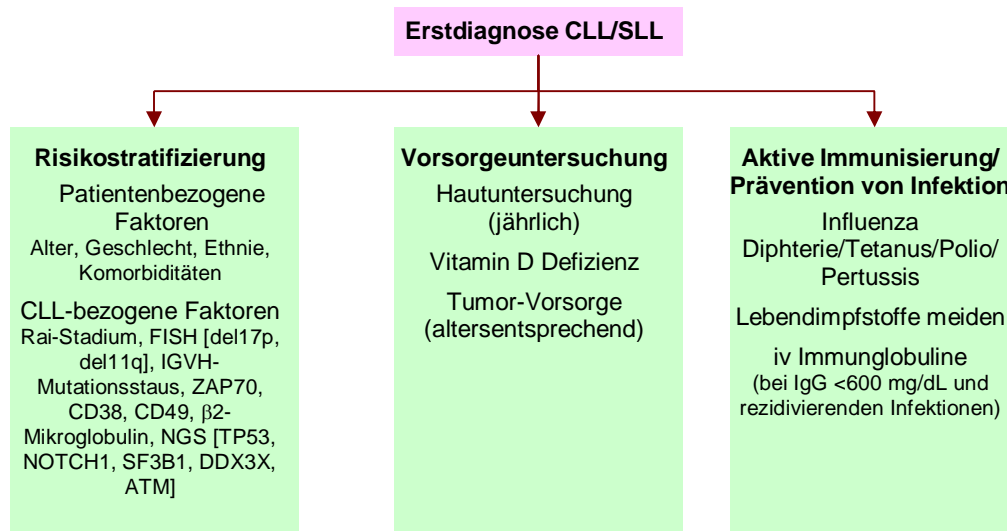 Erstdiagnose CLL/SLL
Risikostratifizierung
Patientenbezogene
Faktoren
Alter, Geschlecht, Ethnie,
Komorbiditäten
CLL-bezogene Faktoren
Rai-Stadium, FISH [del17p,
del11q], IGVH-
Mutationsstaus, ZAP70,
CD38, CD49, β2-
Mikroglobulin, NGS [TP53,
NOTCH1, SF3B1, DDX3X,
ATM]
Vorsorgeuntersuchung
Hautuntersuchung
(jährlich)
Vitamin D Defizienz
Tumor-Vorsorge
(altersentsprechend)
Aktive Immunisierung/
Prävention von Infektion
Influenza
Diphterie/Tetanus/Polio/
Pertussis
Lebendimpfstoffe meiden
iv Immunglobuline
(bei IgG <600 mg/dL und
rezidivierenden Infektionen)